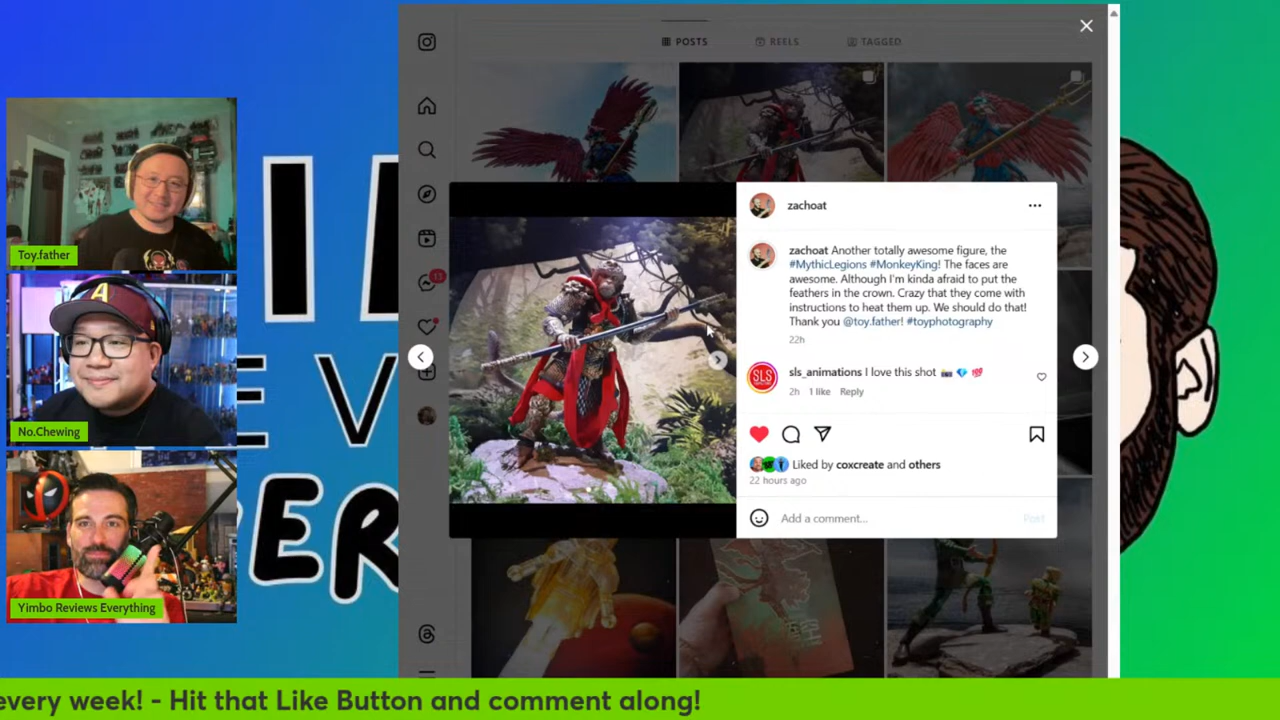 Toy.father
No.Chewing
Yimbo Reviews Everything
POSTS
REELS
TAGGED
11
zachoat
zachoat Another totally awesome figure, the
#MythicLegions #MonkeyKing! The faces are
awesome. Although I'm kinda afraid to put the
feathers in the crown. Crazy that they come with
instructions to heat them up. We should do that!
Thank you @toy.father! #toyphotography
22h
SLS
sls_animations I love this shot 📷 💎 💯
2h 1 like Reply
Liked by coxcreate and others
22 hours ago
Add a comment...
Post
every week! - Hit that Like Button and comment along!